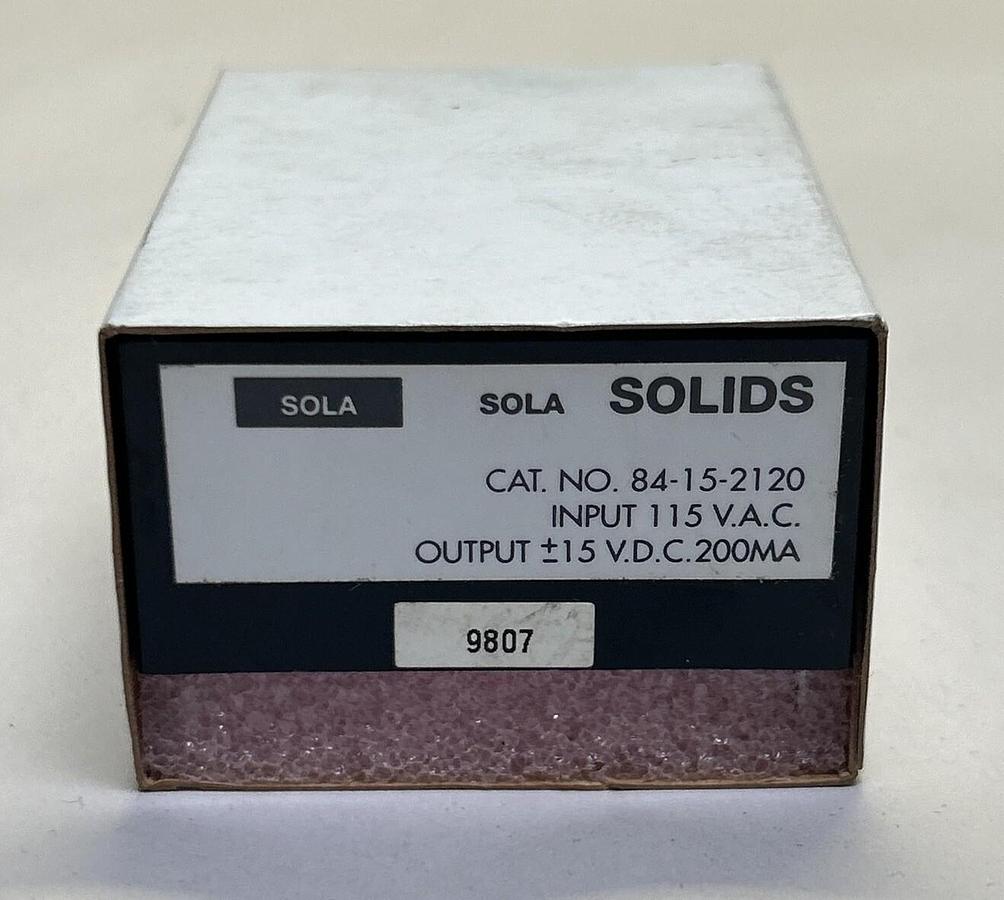 SOLA SOLA SOLIDS
CAT. NO. 84-15-2120
INPUT 115 V.A.C.
OUTPUT ±15 V.D.C.200MA
9807